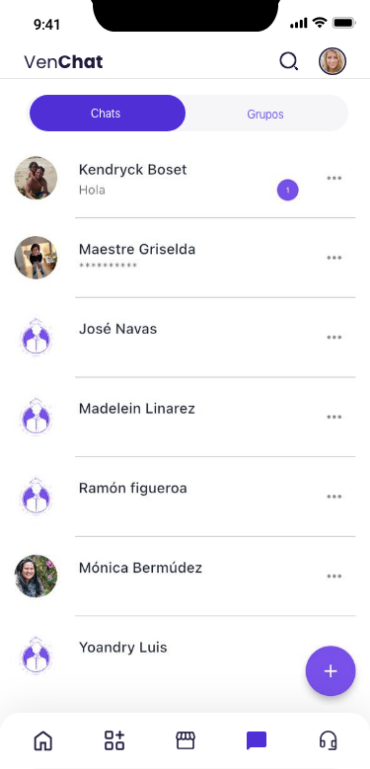 9:41
VenChat
Chats
Grupos
Kendryck Boset
Hola
1
Maestre Griselda
**********
José Navas
Madelein Linarez
Ramón figueroa
Mónica Bermúdez
Yoandry Luis